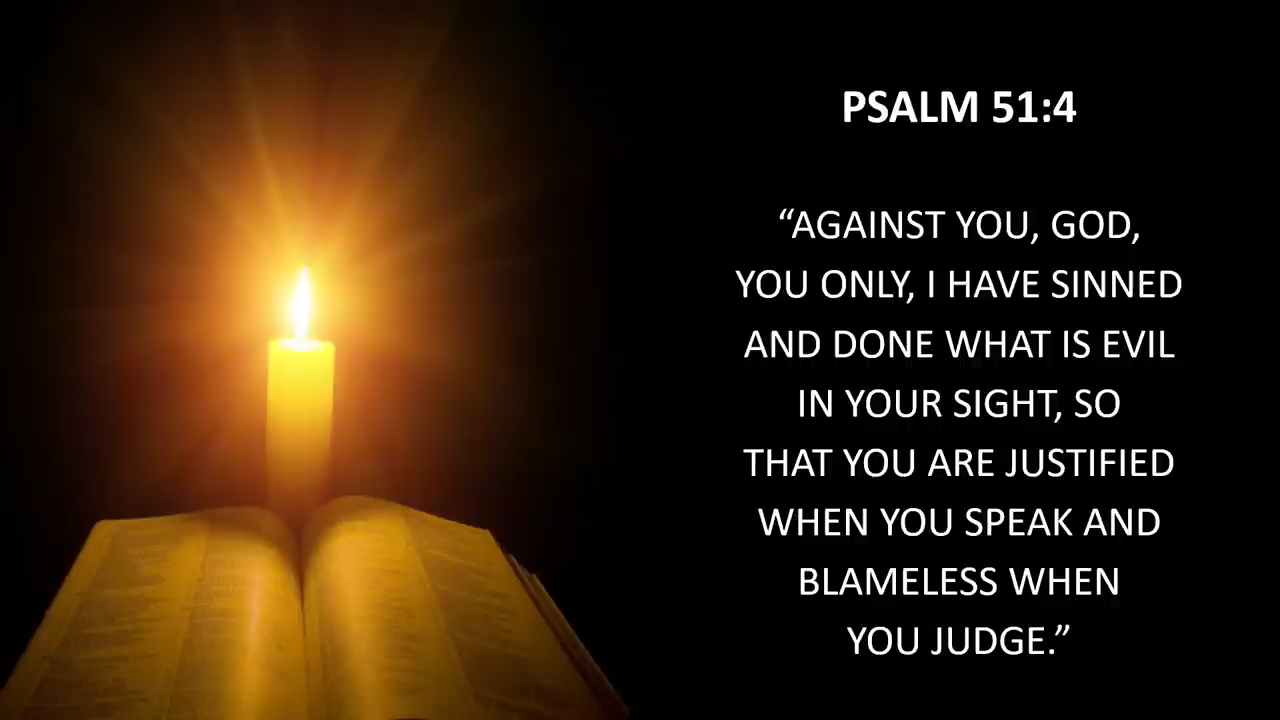 PSALM 51:4
“AGAINST YOU, GOD,
YOU ONLY, I HAVE SINNED
AND DONE WHAT IS EVIL
IN YOUR SIGHT, SO
THAT YOU ARE JUSTIFIED
WHEN YOU SPEAK AND
BLAMELESS WHEN
YOU JUDGE.”